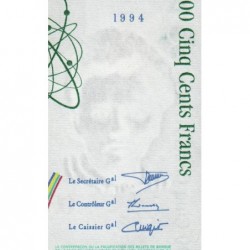 1994
00 Cinq Cents Francs
Le Secrétaire Gal
Le Contrôleur Gal
Le Caissier Gal